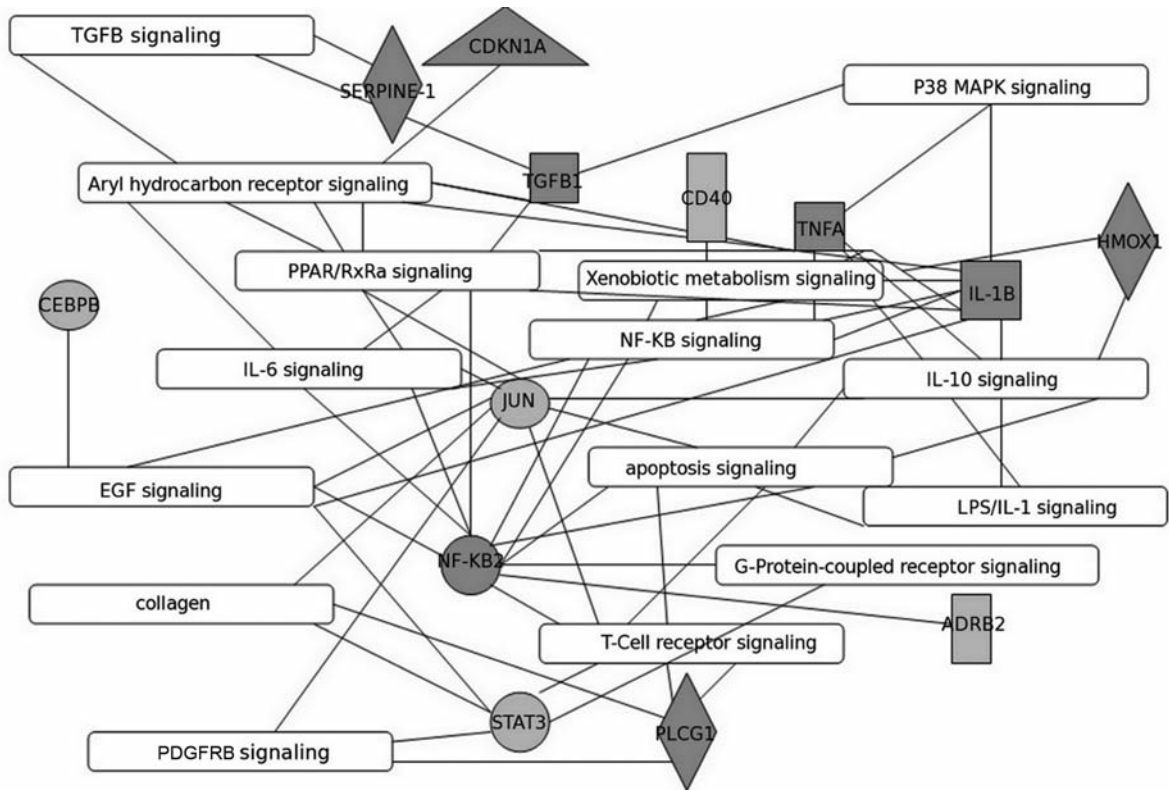 TGFB signaling
CDKN1A
SERPINE-1
P38 MAPK signaling
Aryl hydrocarbon receptor signaling
TGFB1
CD40
TNFA
HMOX1
PPAR/RxRa signaling
Xenobiotic metabolism signaling
IL-1B
CEBPB
NF-KB signaling
IL-6 signaling
IL-10 signaling
JUN
apoptosis signaling
EGF signaling
LPS/IL-1 signaling
NF-KB2
G-Protein-coupled receptor signaling
collagen
ADRB2
T-Cell receptor signaling
STAT3
PLCG1
PDGFRB signaling